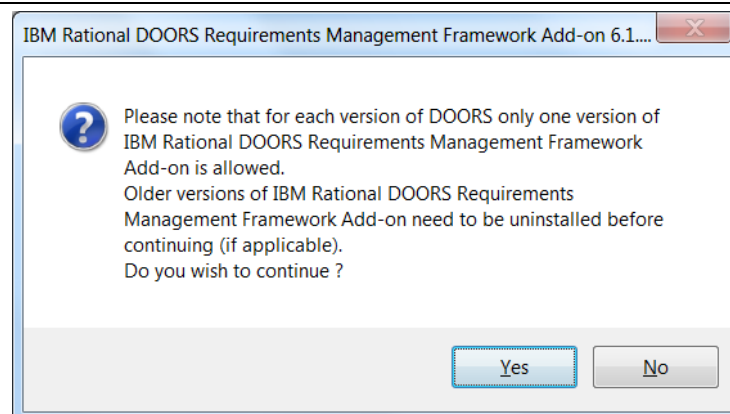 IBM Rational DOORS Requirements Management Framework Add-on 6.1....
Please note that for each version of DOORS only one version of
IBM Rational DOORS Requirements Management Framework
Add-on is allowed.
Older versions of IBM Rational DOORS Requirements
Management Framework Add-on need to be uninstalled before
continuing (if applicable).
Do you wish to continue ?
Yes
No